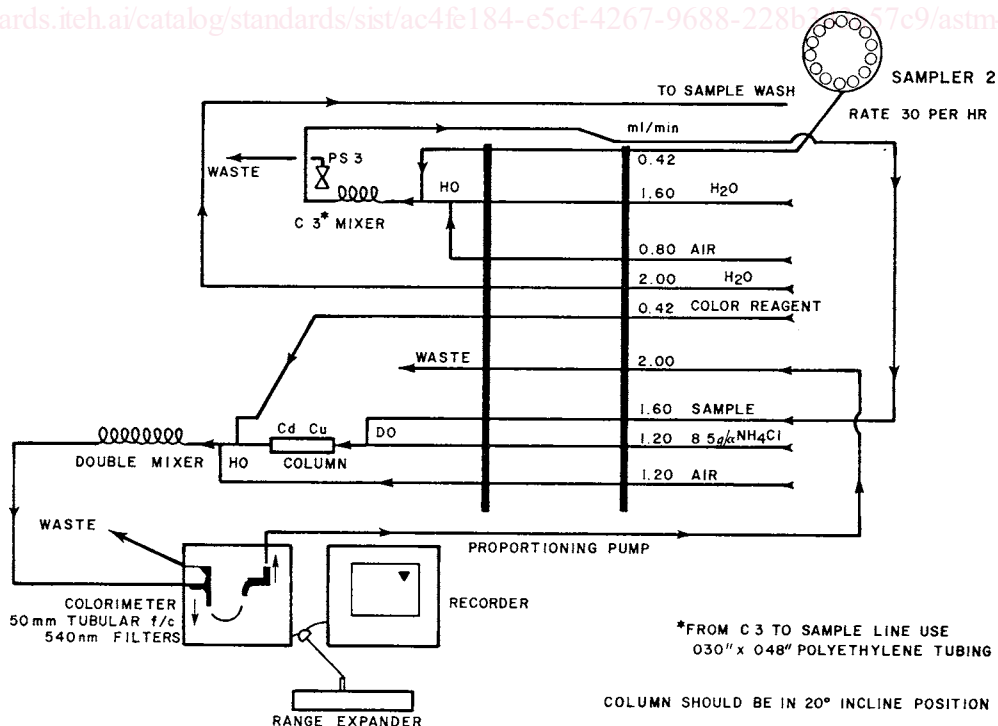 ards.iteh.ai/catalog/standards/sist/ac4fe184-e5cf-4267-9688-228b
57c9/astm
SAMPLER 2
TO SAMPLE WASH
RATE 30 PER HR
ml/min
PS 3
WASTE
0.42
HO
1.60 H2O
C 3* MIXER
0.80 AIR
2.00 H2O
0.42 COLOR REAGENT
WASTE
2.00
1.60 SAMPLE
Cd Cu
DO
1.20 8 5g/ NH4Cl
DOUBLE MIXER
HO
COLUMN
1.20 AIR
WASTE
PROPORTIONING PUMP
COLORIMETER
50mm TUBULAR f/c
540nm FILTERS
RECORDER
*FROM C 3 TO SAMPLE LINE USE
030" x 048" POLYETHYLENE TUBING
COLUMN SHOULD BE IN 20° INCLINE POSITION
RANGE EXPANDER